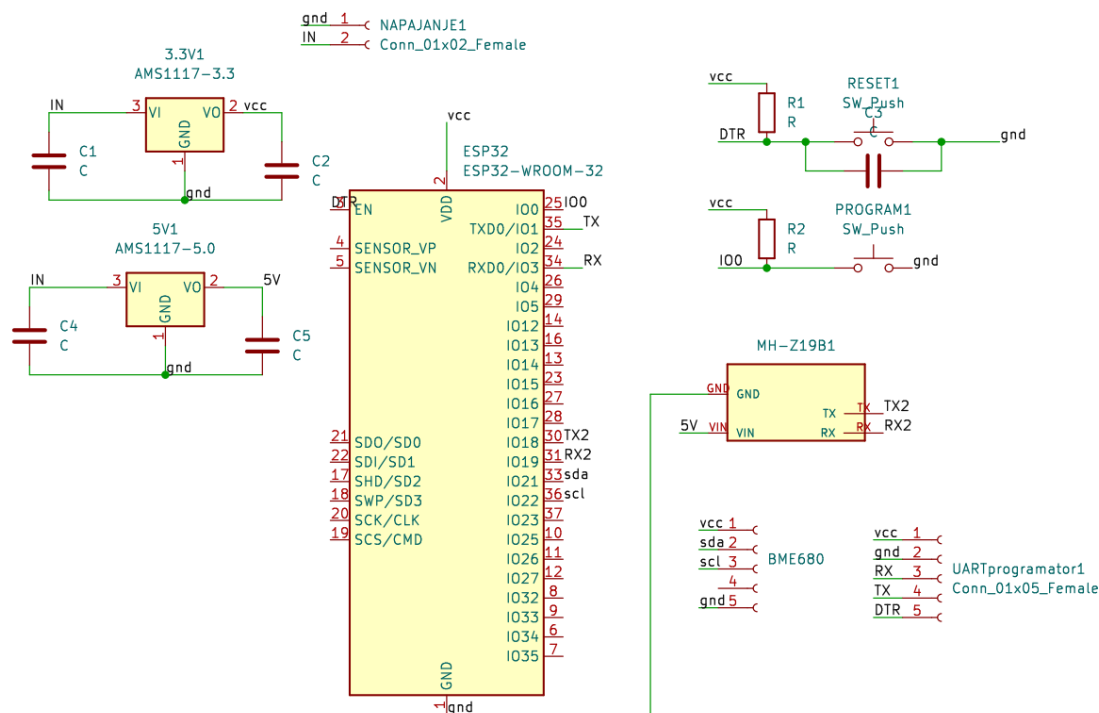 gnd 1 NAPAJANJE1
IN 2 Conn_01x02_Female
3.3V1
AMS1117-3.3
IN 3 VI VO 2 vcc
GND
1
C1
C
C2
C
gnd
5V1
AMS1117-5.0
IN 3 VI VO 2 5V
GND
1
C4
C
C5
C
gnd
vcc
2
ESP32
ESP32-WROOM-32
VDD
DTR 3 EN
4 SENSOR_VP
5 SENSOR_VN
21 SDO/SD0
22 SDI/SD1
17 SHD/SD2
18 SWP/SD3
20 SCK/CLK
19 SCS/CMD
IO0 25 IO0
TXD0/IO1 35 TX
IO2 24
RXD0/IO3 34 RX
IO4 26
IO5 29
IO12 14
IO13 16
IO14 13
IO15 23
IO16 27
IO17 28
IO18 30 TX2
IO19 31 RX2
IO21 33 sda
IO22 36 scl
IO23 37
IO25 10
IO26 11
IO27 12
IO32 8
IO33 9
IO34 6
IO35 7
GND
1 gnd
vcc
R1
R
RESET1
SW_Push
C3
C
DTR
gnd
vcc
R2
R
PROGRAM1
SW_Push
IO0
gnd
MH-Z19B1
GND GND
5V VIN VIN
TX TX TX2
RX RX RX2
vcc 1
sda 2
scl 3
4
gnd 5
BME680
vcc 1
gnd 2
RX 3
TX 4
DTR 5
UARTprogramator1
Conn_01x05_Female